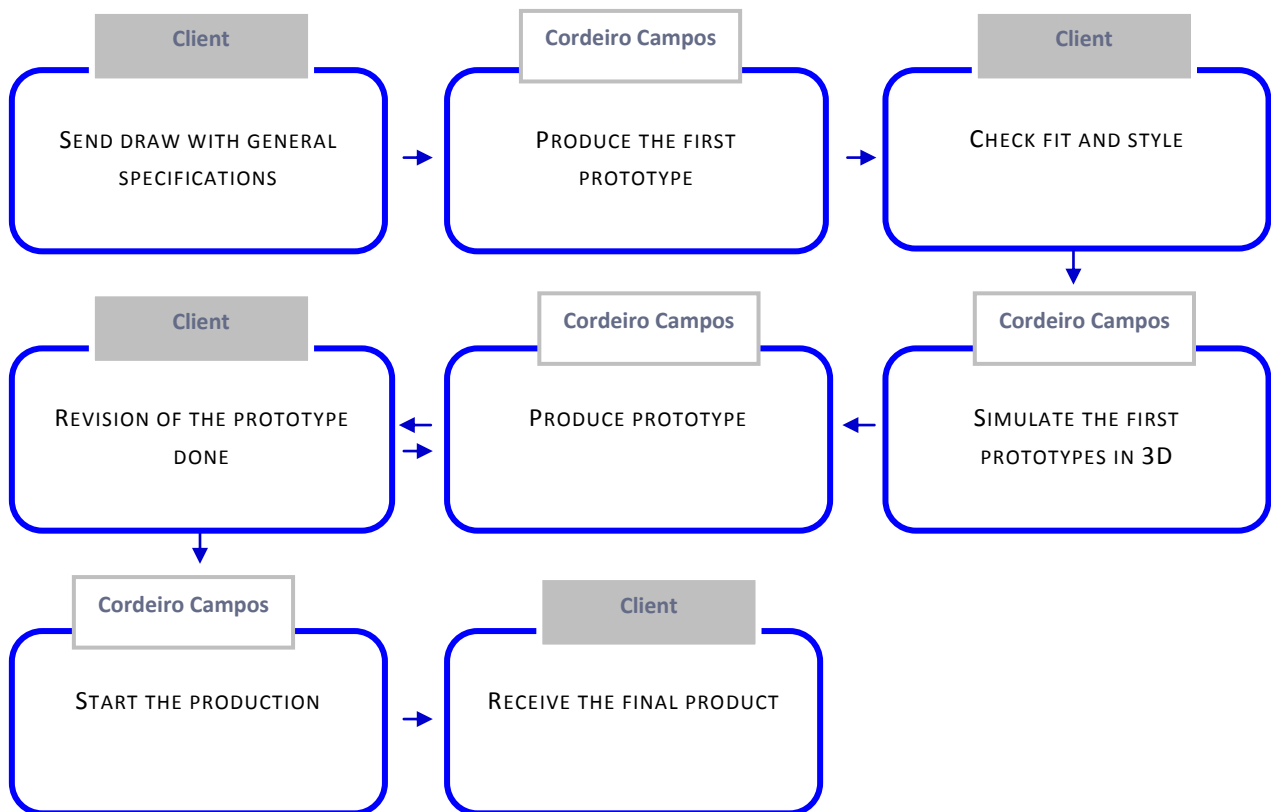 Client
SEND DRAW WITH GENERAL
SPECIFICATIONS
Cordeiro Campos
PRODUCE THE FIRST
PROTOTYPE
Client
CHECK FIT AND STYLE
Client
REVISION OF THE PROTOTYPE
DONE
Cordeiro Campos
PRODUCE PROTOTYPE
Cordeiro Campos
SIMULATE THE FIRST
PROTOTYPES IN 3D
Cordeiro Campos
START THE PRODUCTION
Client
RECEIVE THE FINAL PRODUCT